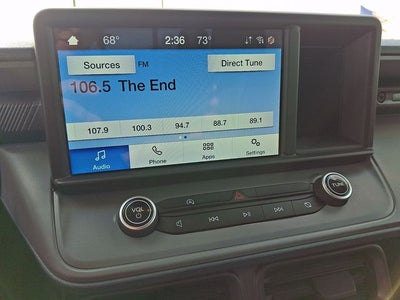 68° 2:36 73°
Sources FM Direct Tune
106.5 The End
107.9 100.3 94.7 88.7 89.1
Audio Phone Apps Settings
VOL TUNE